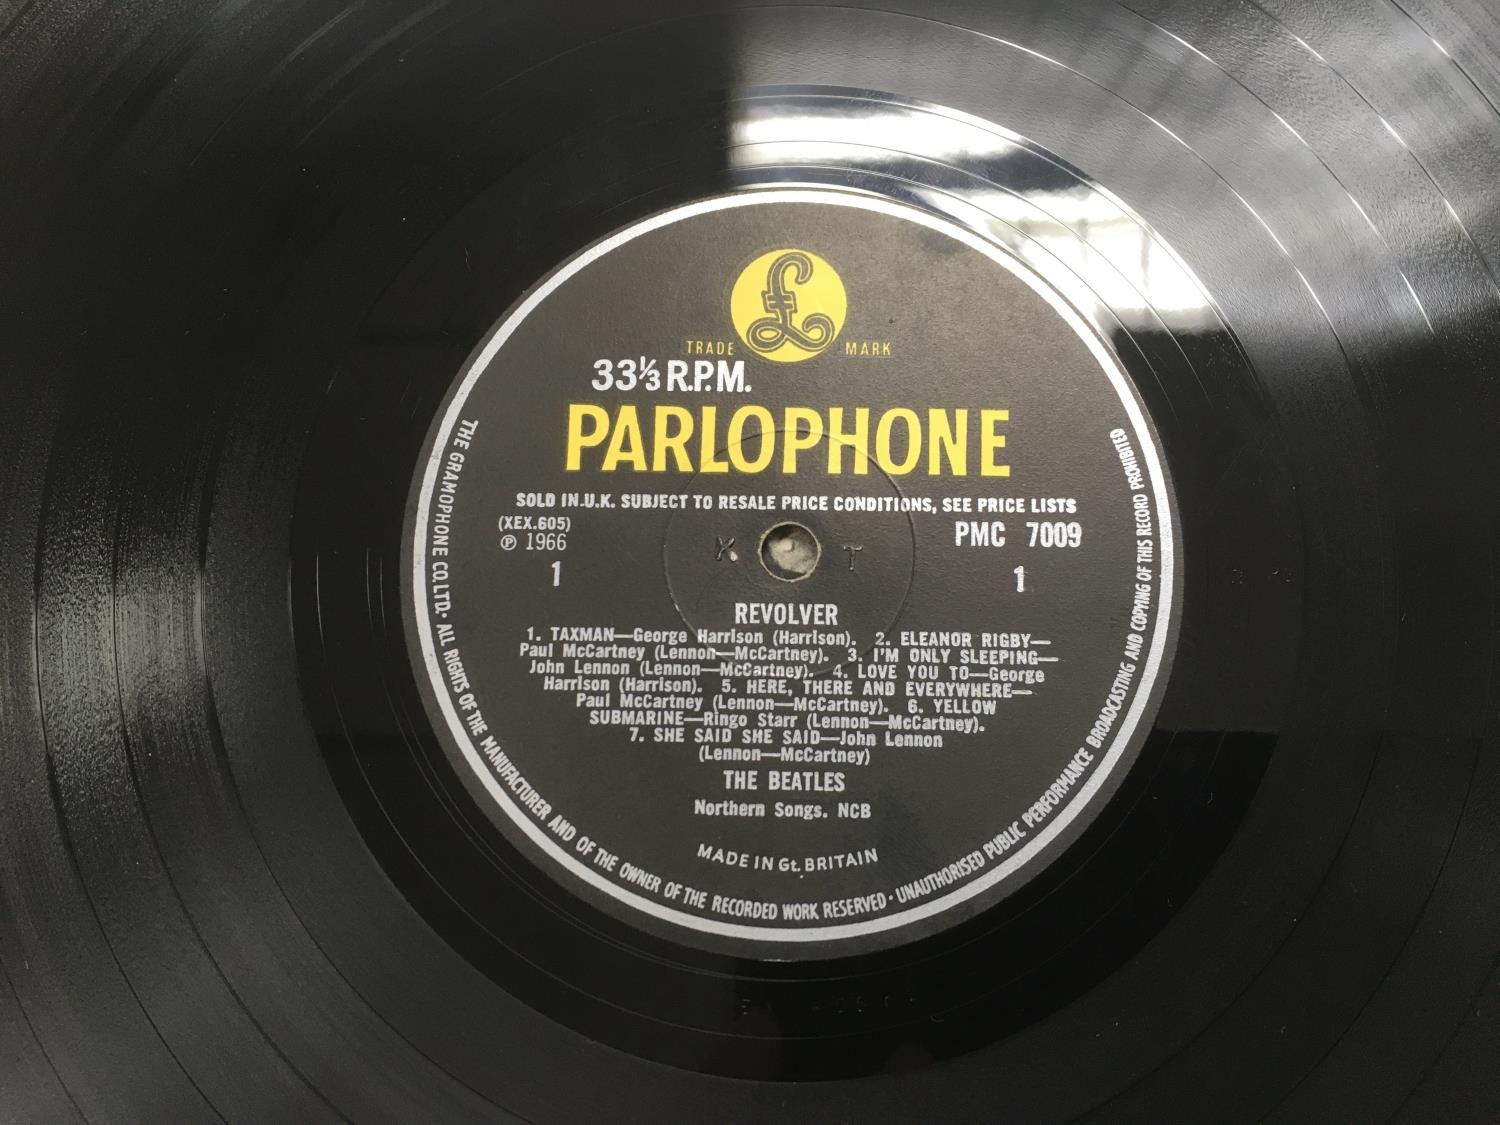 £
TRADE MARK
33⅓ R.P.M.
PARLOPHONE
SOLD IN U.K. SUBJECT TO RESALE PRICE CONDITIONS, SEE PRICE LISTS
(XEX.605) PMC 7009
℗ 1966
1 1
K T
REVOLVER
1. TAXMAN—George Harrison (Harrison). 2. ELEANOR RIGBY—
Paul McCartney (Lennon—McCartney). 3. I'M ONLY SLEEPING—
John Lennon (Lennon—McCartney). 4. LOVE YOU TO—George
Harrison (Harrison). 5. HERE, THERE AND EVERYWHERE—
Paul McCartney (Lennon—McCartney). 6. YELLOW
SUBMARINE—Ringo Starr (Lennon—McCartney).
7. SHE SAID SHE SAID—John Lennon
(Lennon—McCartney)
THE BEATLES
Northern Songs. NCB
MADE IN Gt. BRITAIN
THE GRAMOPHONE CO. LTD. · ALL RIGHTS OF THE MANUFACTURER AND OF THE OWNER OF THE RECORDED WORK RESERVED · UNAUTHORISED PUBLIC PERFORMANCE BROADCASTING AND COPYING OF THIS RECORD PROHIBITED